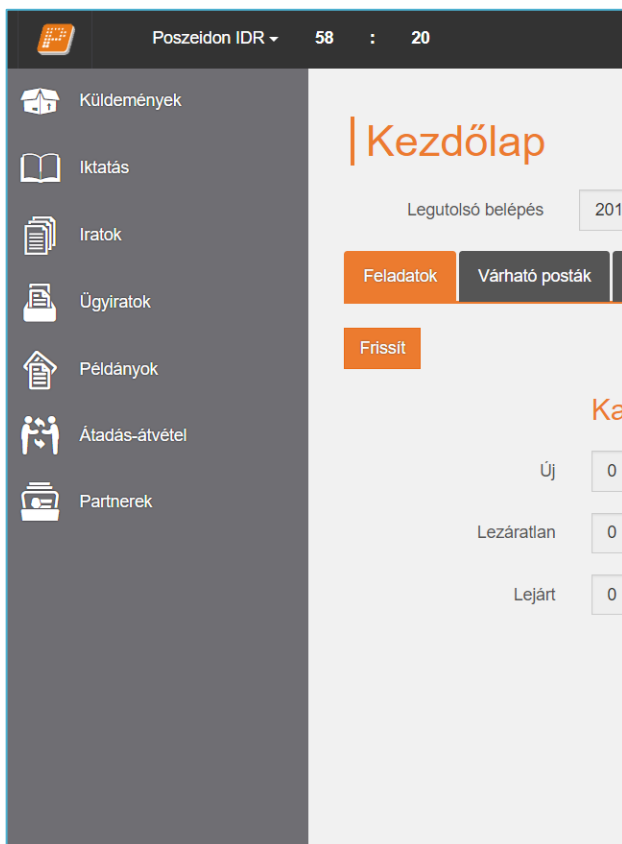 Poszeidon IDR 58 : 20
Küldemények
Iktatás
Iratok
Ügyiratok
Példányok
Átadás-átvétel
Partnerek
Kezdőlap
Legutolsó belépés 201
Feladatok Várható posták
Frissít
Ka
Új 0
Lezáratlan 0
Lejárt 0